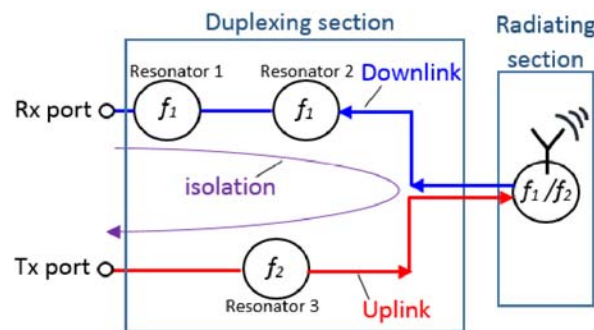 Duplexing section
Radiating
section
Resonator 1
Resonator 2
Downlink
Rx port
f1
f1
isolation
f1/f2
Tx port
f2
Resonator 3
Uplink